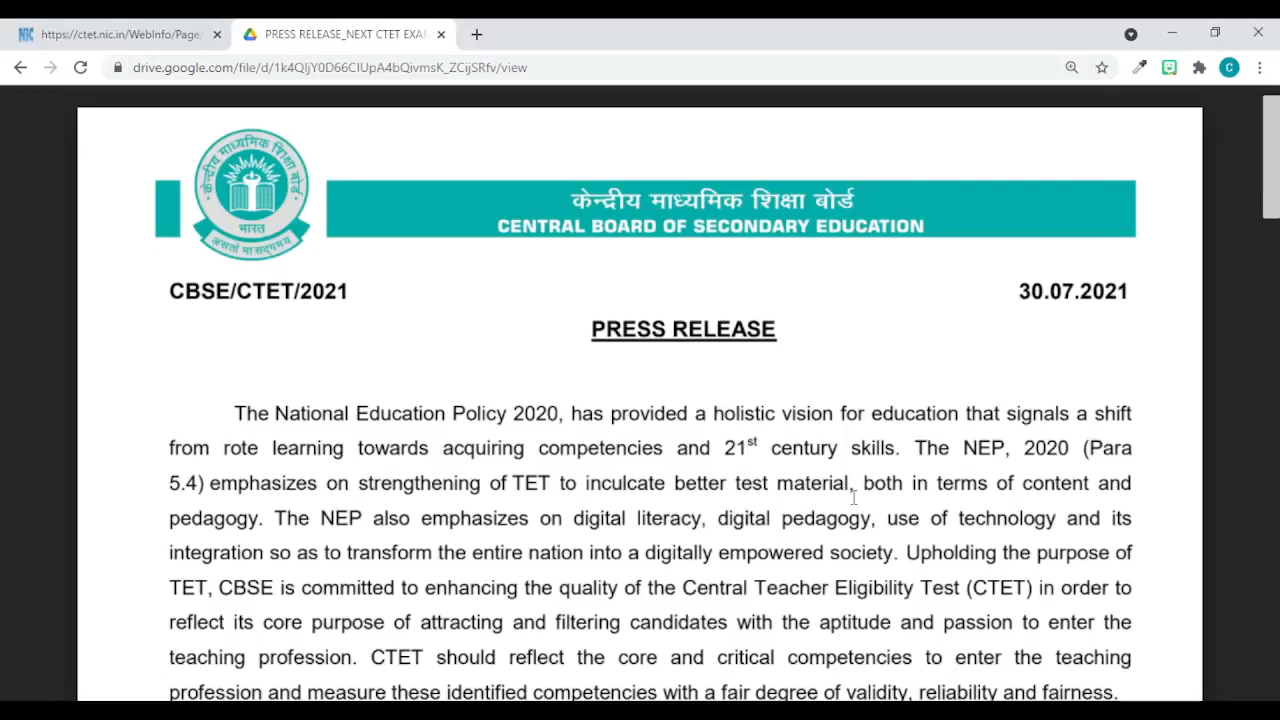 https://ctet.nic.in/WebInfo/Page/
PRESS RELEASE_NEXT CTET EXAM
drive.google.com/file/d/1k4QIjY0D66CIUpA4bQivmsK_ZCijSRfv/view
C
केन्द्रीय माध्यमिक शिक्षा बोर्ड
भारत
असतो मा सद्गमय
केन्द्रीय माध्यमिक शिक्षा बोर्ड
CENTRAL BOARD OF SECONDARY EDUCATION
CBSE/CTET/2021 30.07.2021
PRESS RELEASE
The National Education Policy 2020, has provided a holistic vision for education that signals a shift
from rote learning towards acquiring competencies and 21st century skills. The NEP, 2020 (Para
5.4) emphasizes on strengthening of TET to inculcate better test material, both in terms of content and
pedagogy. The NEP also emphasizes on digital literacy, digital pedagogy, use of technology and its
integration so as to transform the entire nation into a digitally empowered society. Upholding the purpose of
TET, CBSE is committed to enhancing the quality of the Central Teacher Eligibility Test (CTET) in order to
reflect its core purpose of attracting and filtering candidates with the aptitude and passion to enter the
teaching profession. CTET should reflect the core and critical competencies to enter the teaching
profession and measure these identified competencies with a fair degree of validity, reliability and fairness.